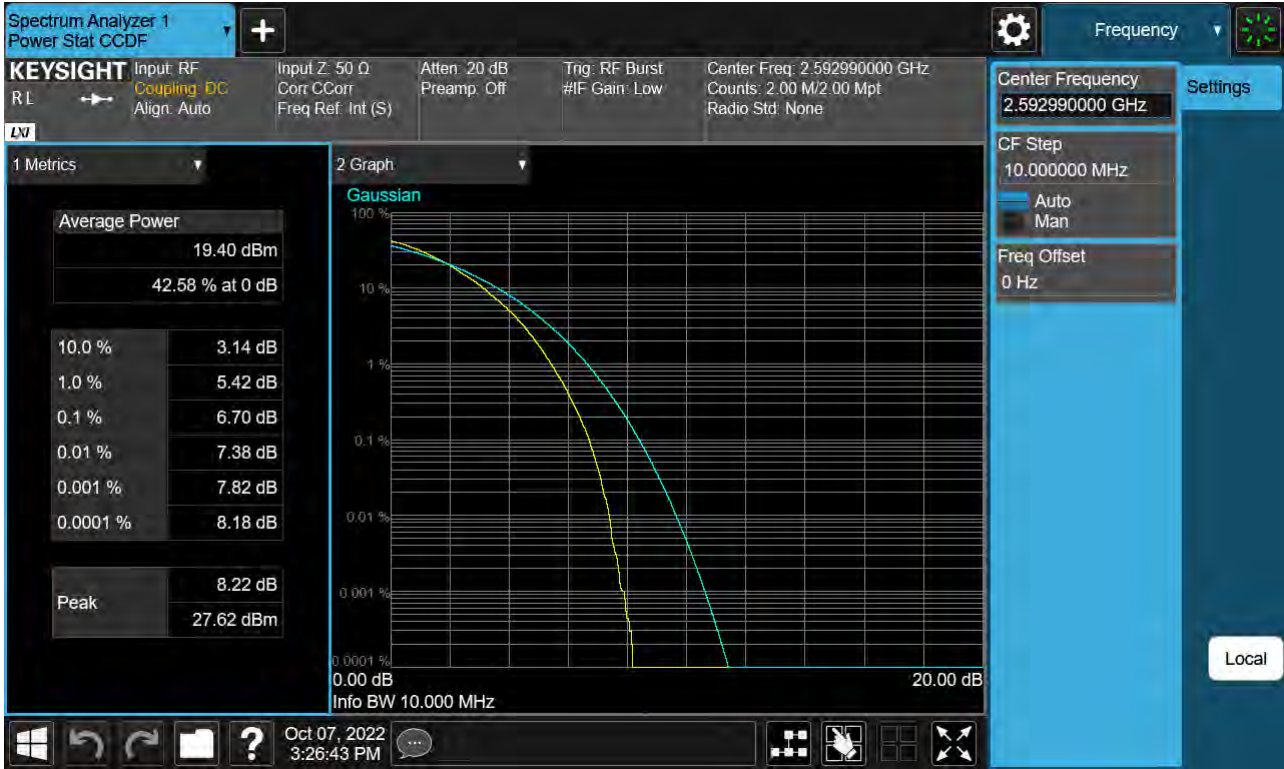 Spectrum Analyzer 1
Power Stat CCDF
Frequency
KEYSIGHT
R L
LXI
Input: RF
Coupling: DC
Align: Auto
Input Z: 50 Ω
Corr CCorr
Freq Ref: Int (S)
Atten: 20 dB
Preamp: Off
Trig: RF Burst
#IF Gain: Low
Center Freq: 2.592990000 GHz
Counts: 2.00 M/2.00 Mpt
Radio Std: None
Center Frequency
2.592990000 GHz
Settings
CF Step
10.000000 MHz
Auto
Man
Freq Offset
0 Hz
1 Metrics
Average Power
19.40 dBm
42.58 % at 0 dB
10.0 % 3.14 dB
1.0 % 5.42 dB
0.1 % 6.70 dB
0.01 % 7.38 dB
0.001 % 7.82 dB
0.0001 % 8.18 dB
Peak
8.22 dB
27.62 dBm
2 Graph
Gaussian
100 %
10 %
1 %
0.1 %
0.01 %
0.001 %
0.0001 %
0.00 dB
20.00 dB
Info BW 10.000 MHz
Local
?
Oct 07, 2022
3:26:43 PM